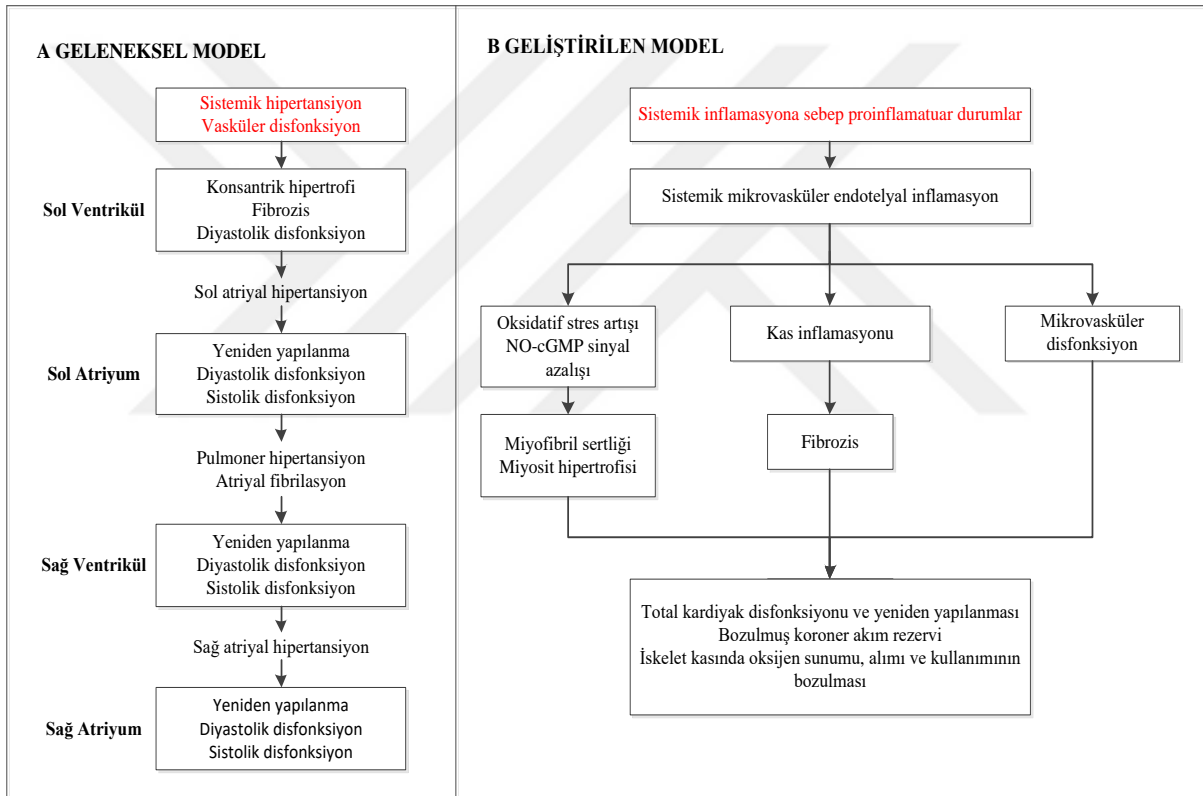 A GELENEKSEL MODEL
Sistemik hipertansiyon
Vasküler disfonksiyon
Sol Ventrikül
Konsantrik hipertrofi
Fibrozis
Diyastolik disfonksiyon
Sol atriyal hipertansiyon
Sol Atriyum
Yeniden yapılanma
Diyastolik disfonksiyon
Sistolik disfonksiyon
Pulmoner hipertansiyon
Atriyal fibrilasyon
Sağ Ventrikül
Yeniden yapılanma
Diyastolik disfonksiyon
Sistolik disfonksiyon
Sağ atriyal hipertansiyon
Sağ Atriyum
Yeniden yapılanma
Diyastolik disfonksiyon
Sistolik disfonksiyon
B GELİŞTİRİLEN MODEL
Sistemik inflamasyona sebep proinflamatuar durumlar
Sistemik mikrovasküler endotelyal inflamasyon
Oksidatif stres artışı
NO-cGMP sinyal
azalışı
Miyofibril sertliği
Miyosit hipertrofisi
Kas inflamasyonu
Fibrozis
Mikrovasküler
disfonksiyon
Total kardiyak disfonksiyonu ve yeniden yapılanması
Bozulmuş koroner akım rezervi
İskelet kasında oksijen sunumu, alımı ve kullanımının
bozulması